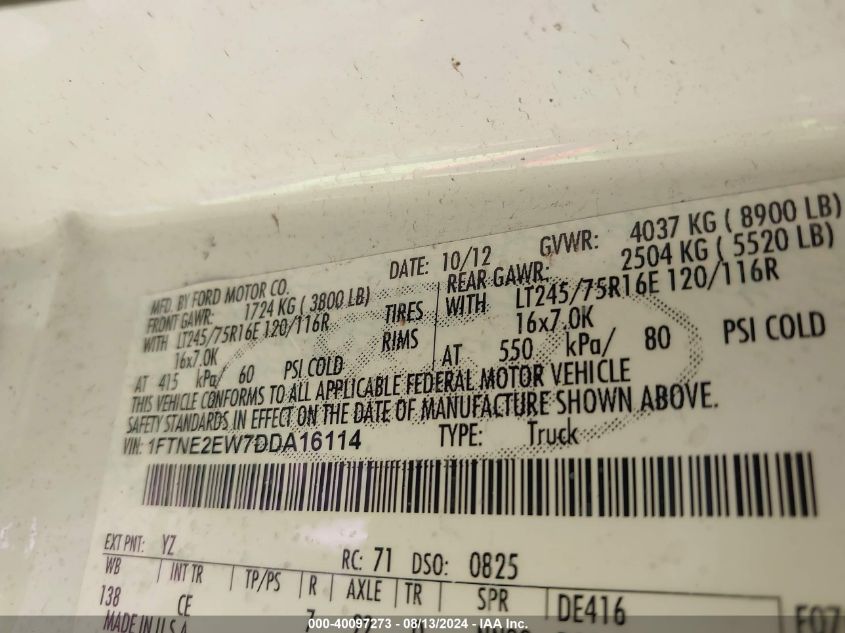 MFD. BY FORD MOTOR CO.
DATE: 10/12
GVWR: 4037 KG ( 8900 LB)
FRONT GAWR: 1724 KG ( 3800 LB)
REAR GAWR: 2504 KG ( 5520 LB)
WITH LT245/75R16E 120/116R
TIRES
WITH LT245/75R16E 120/116R
16x7.0K
RIMS
16x7.0K
AT 415 kPa/ 60 PSI COLD
AT 550 kPa/ 80 PSI COLD
THIS VEHICLE CONFORMS TO ALL APPLICABLE FEDERAL MOTOR VEHICLE
SAFETY STANDARDS IN EFFECT ON THE DATE OF MANUFACTURE SHOWN ABOVE.
VIN: 1FTNE2EW7DDA16114
TYPE: Truck
EXT PNT: YZ
RC: 71 DSO: 0825
WB INT TR TP/PS R AXLE TR SPR DE416
138 CE 7
MADE IN U.S.A.
000-40097273 - 08/13/2024 - IAA Inc.